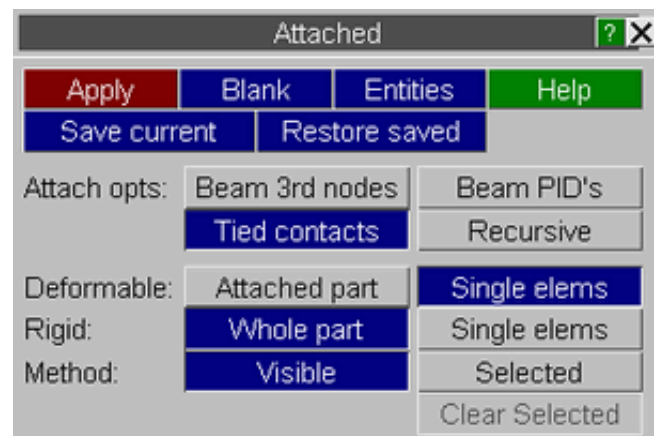 Attached ? X
Apply Blank Entities Help
Save current Restore saved
Attach opts: Beam 3rd nodes Beam PID's
Tied contacts Recursive
Deformable: Attached part Single elems
Rigid: Whole part Single elems
Method: Visible Selected
Clear Selected